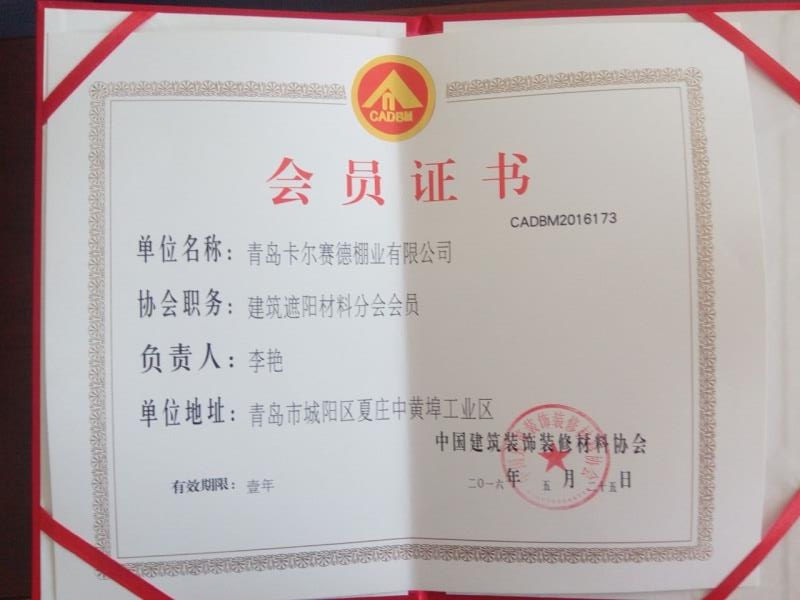 CADBM
会员证书
CADBM2016173
单位名称：青岛卡尔赛德棚业有限公司
协会职务：建筑遮阳材料分会会员
负责人：李艳
单位地址：青岛市城阳区夏庄中黄埠工业区
中国建筑装饰装修材料协会
有效期限：壹年
二〇一六年 五月 二十五日